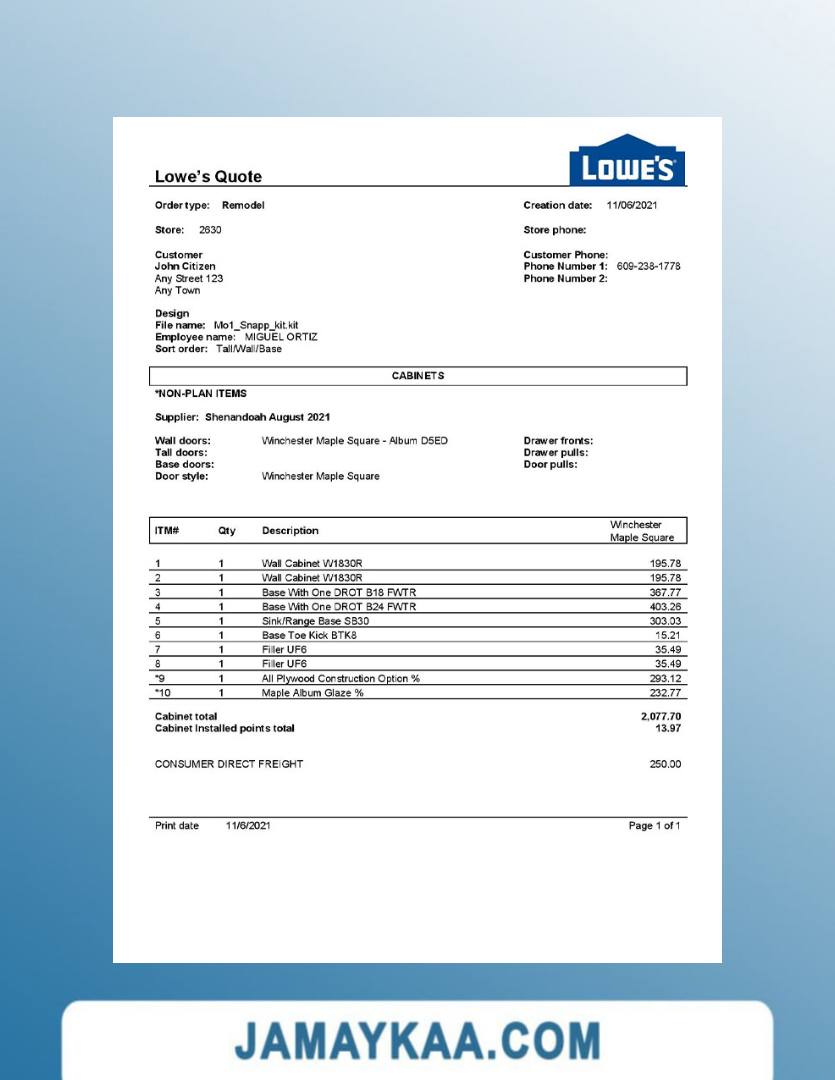 Lowe's Quote
LOWE'S
Order type: Remodel
Creation date: 11/06/2021
Store: 2630
Store phone:
Customer
John Citizen
Any Street 123
Any Town
Customer Phone:
Phone Number 1: 609-238-1778
Phone Number 2:
Design
File name: Mo1_Snapp_kit.kit
Employee name: MIGUEL ORTIZ
Sort order: Tall/Wall/Base
CABINETS
*NON-PLAN ITEMS
Supplier: Shenandoah August 2021
Wall doors: Winchester Maple Square - Album D5ED
Tall doors:
Base doors:
Door style: Winchester Maple Square
Drawer fronts:
Drawer pulls:
Door pulls:
ITM# Qty Description Winchester
Maple Square
1 1 Wall Cabinet W1830R 195.78
2 1 Wall Cabinet W1830R 195.78
3 1 Base With One DROT B18 FWTR 367.77
4 1 Base With One DROT B24 FWTR 403.26
5 1 Sink/Range Base SB30 303.03
6 1 Base Toe Kick BTK8 15.21
7 1 Filler UF6 35.49
8 1 Filler UF6 35.49
*9 1 All Plywood Construction Option % 293.12
*10 1 Maple Album Glaze % 232.77
Cabinet total 2,077.70
Cabinet Installed points total 13.97
CONSUMER DIRECT FREIGHT 250.00
Print date 11/6/2021 Page 1 of 1
JAMAYKAA.COM